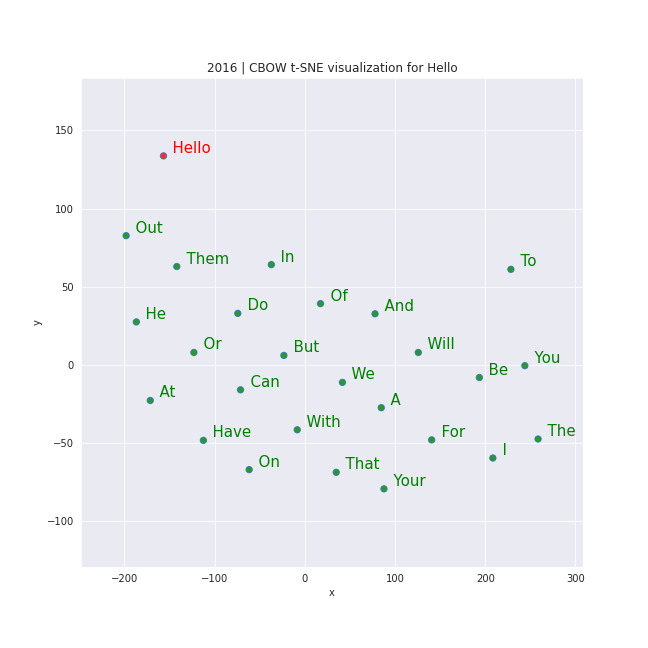 2016 | CBOW t-SNE visualization for Hello
150
Hello
100
Out
Them
In
To
50
Of
Do
And
He
Or
But
Will
You
0
We
Be
Can
At
A
With
Have
For
The
−50
I
On
That
Your
−100
y
−200 −100 0 100 200 300
x